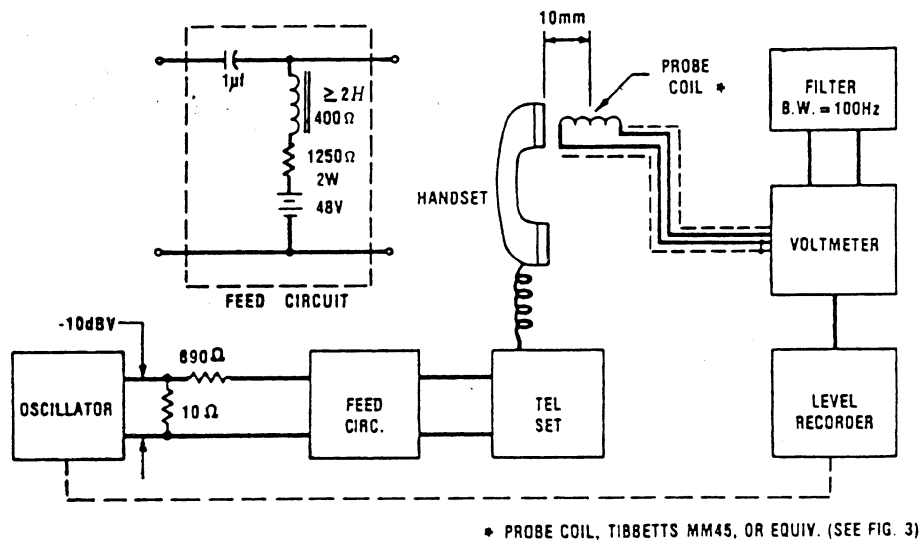 10mm
PROBE
COIL *
FILTER
B.W. = 100Hz
1µf
≥ 2H
400Ω
1250Ω
2W
48V
HANDSET
VOLTMETER
FEED CIRCUIT
-10dBV
890Ω
10Ω
OSCILLATOR
FEED
CIRC.
TEL
SET
LEVEL
RECORDER
* PROBE COIL, TIBBETTS MM45, OR EQUIV. (SEE FIG. 3)